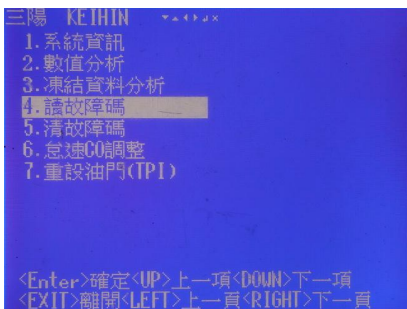 三陽 KEIHIN ▼▲◀▶↲×
1.系統資訊
2.數值分析
3.凍結資料分析
4.讀故障碼
5.清故障碼
6.怠速CO調整
7.重設油門(TPI)
<Enter>確定<UP>上一項<DOWN>下一項
<EXIT>離開<LEFT>上一頁<RIGHT>下一頁